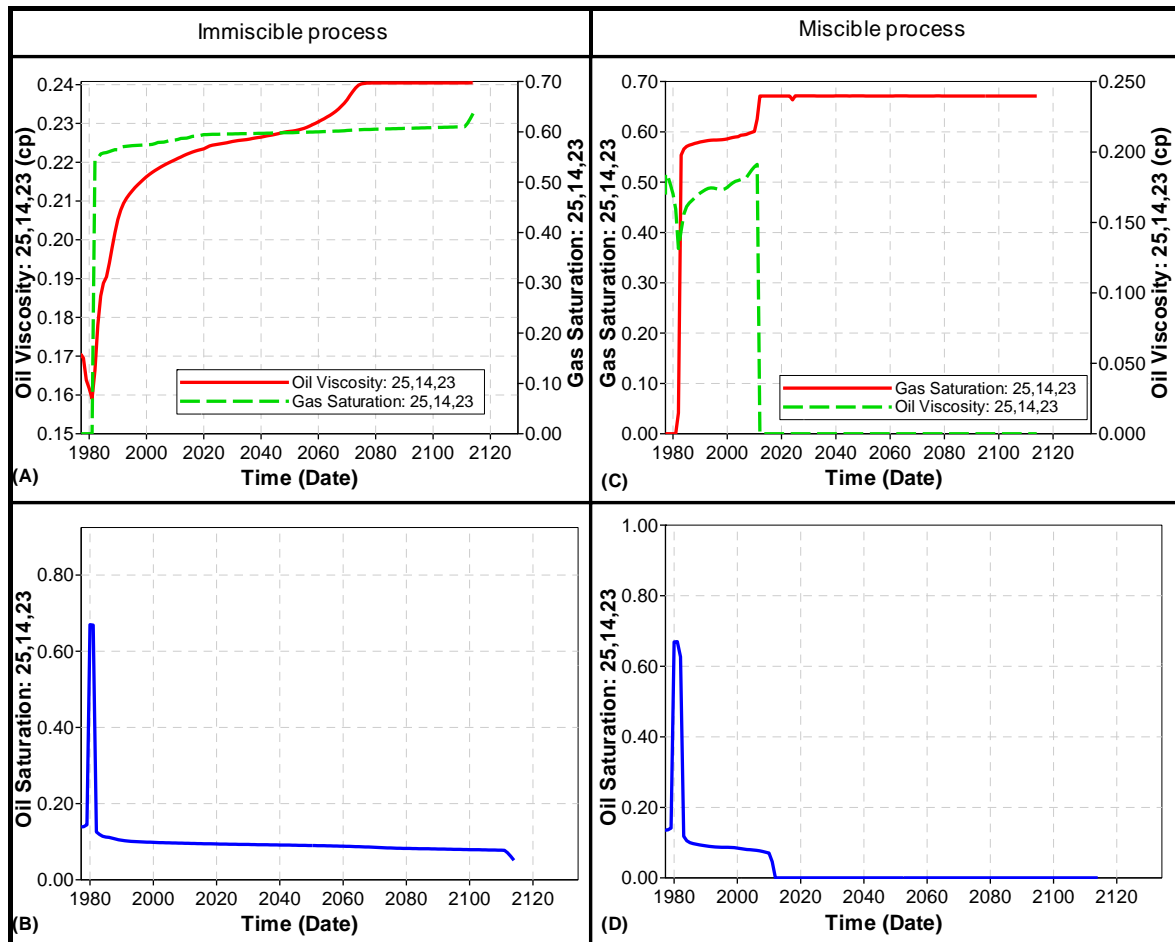 Immiscible process
Miscible process
Oil Viscosity: 25,14,23 (cp)
0.24
0.23
0.22
0.21
0.20
0.19
0.18
0.17
0.16
0.15
0.70
0.60
0.50
0.40
0.30
0.20
0.10
0.00
Gas Saturation: 25,14,23
Oil Viscosity: 25,14,23
Gas Saturation: 25,14,23
1980 2000 2020 2040 2060 2080 2100 2120
Time (Date)
(A)
Gas Saturation: 25,14,23
0.70
0.60
0.50
0.40
0.30
0.20
0.10
0.00
0.250
0.200
0.150
0.100
0.050
0.000
Oil Viscosity: 25,14,23 (cp)
Gas Saturation: 25,14,23
Oil Viscosity: 25,14,23
1980 2000 2020 2040 2060 2080 2100 2120
Time (Date)
(C)
Oil Saturation: 25,14,23
0.80
0.60
0.40
0.20
0.00
1980 2000 2020 2040 2060 2080 2100 2120
Time (Date)
(B)
Oil Saturation: 25,14,23
1.00
0.80
0.60
0.40
0.20
0.00
1980 2000 2020 2040 2060 2080 2100 2120
Time (Date)
(D)